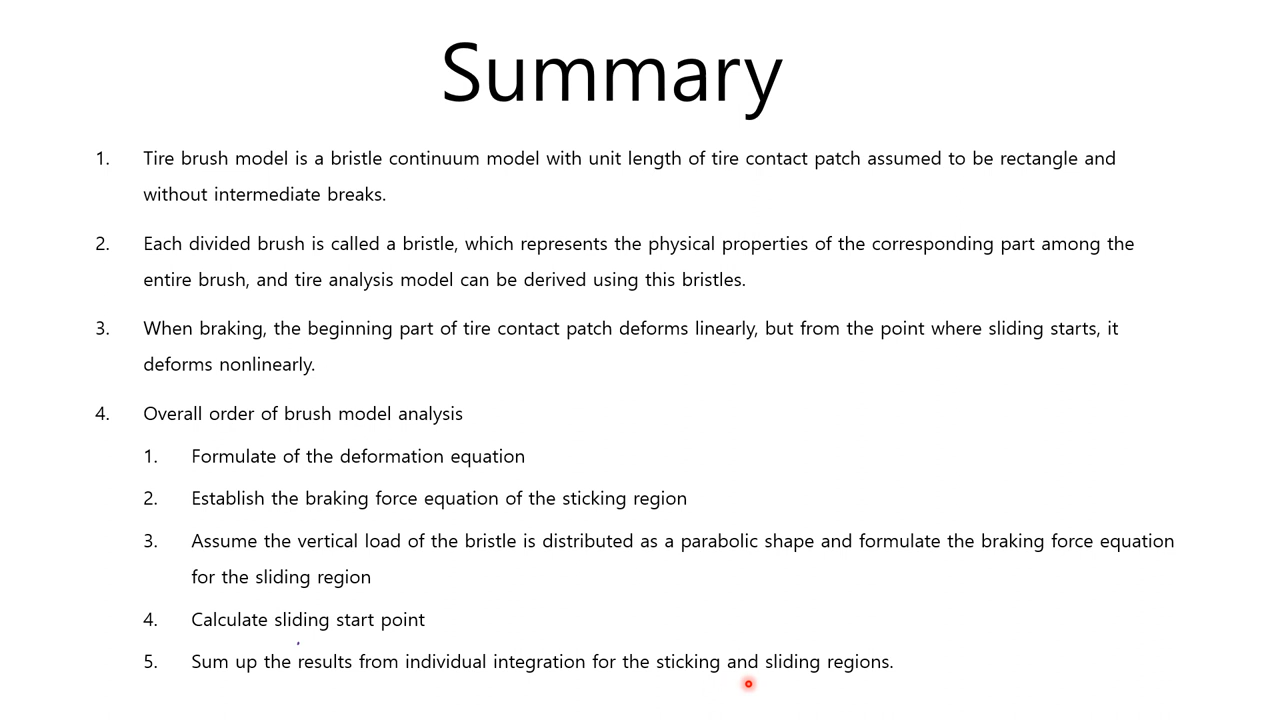 Summary
1. Tire brush model is a bristle continuum model with unit length of tire contact patch assumed to be rectangle and
without intermediate breaks.
2. Each divided brush is called a bristle, which represents the physical properties of the corresponding part among the
entire brush, and tire analysis model can be derived using this bristles.
3. When braking, the beginning part of tire contact patch deforms linearly, but from the point where sliding starts, it
deforms nonlinearly.
4. Overall order of brush model analysis
1. Formulate of the deformation equation
2. Establish the braking force equation of the sticking region
3. Assume the vertical load of the bristle is distributed as a parabolic shape and formulate the braking force equation
for the sliding region
4. Calculate sliding start point
5. Sum up the results from individual integration for the sticking and sliding regions.